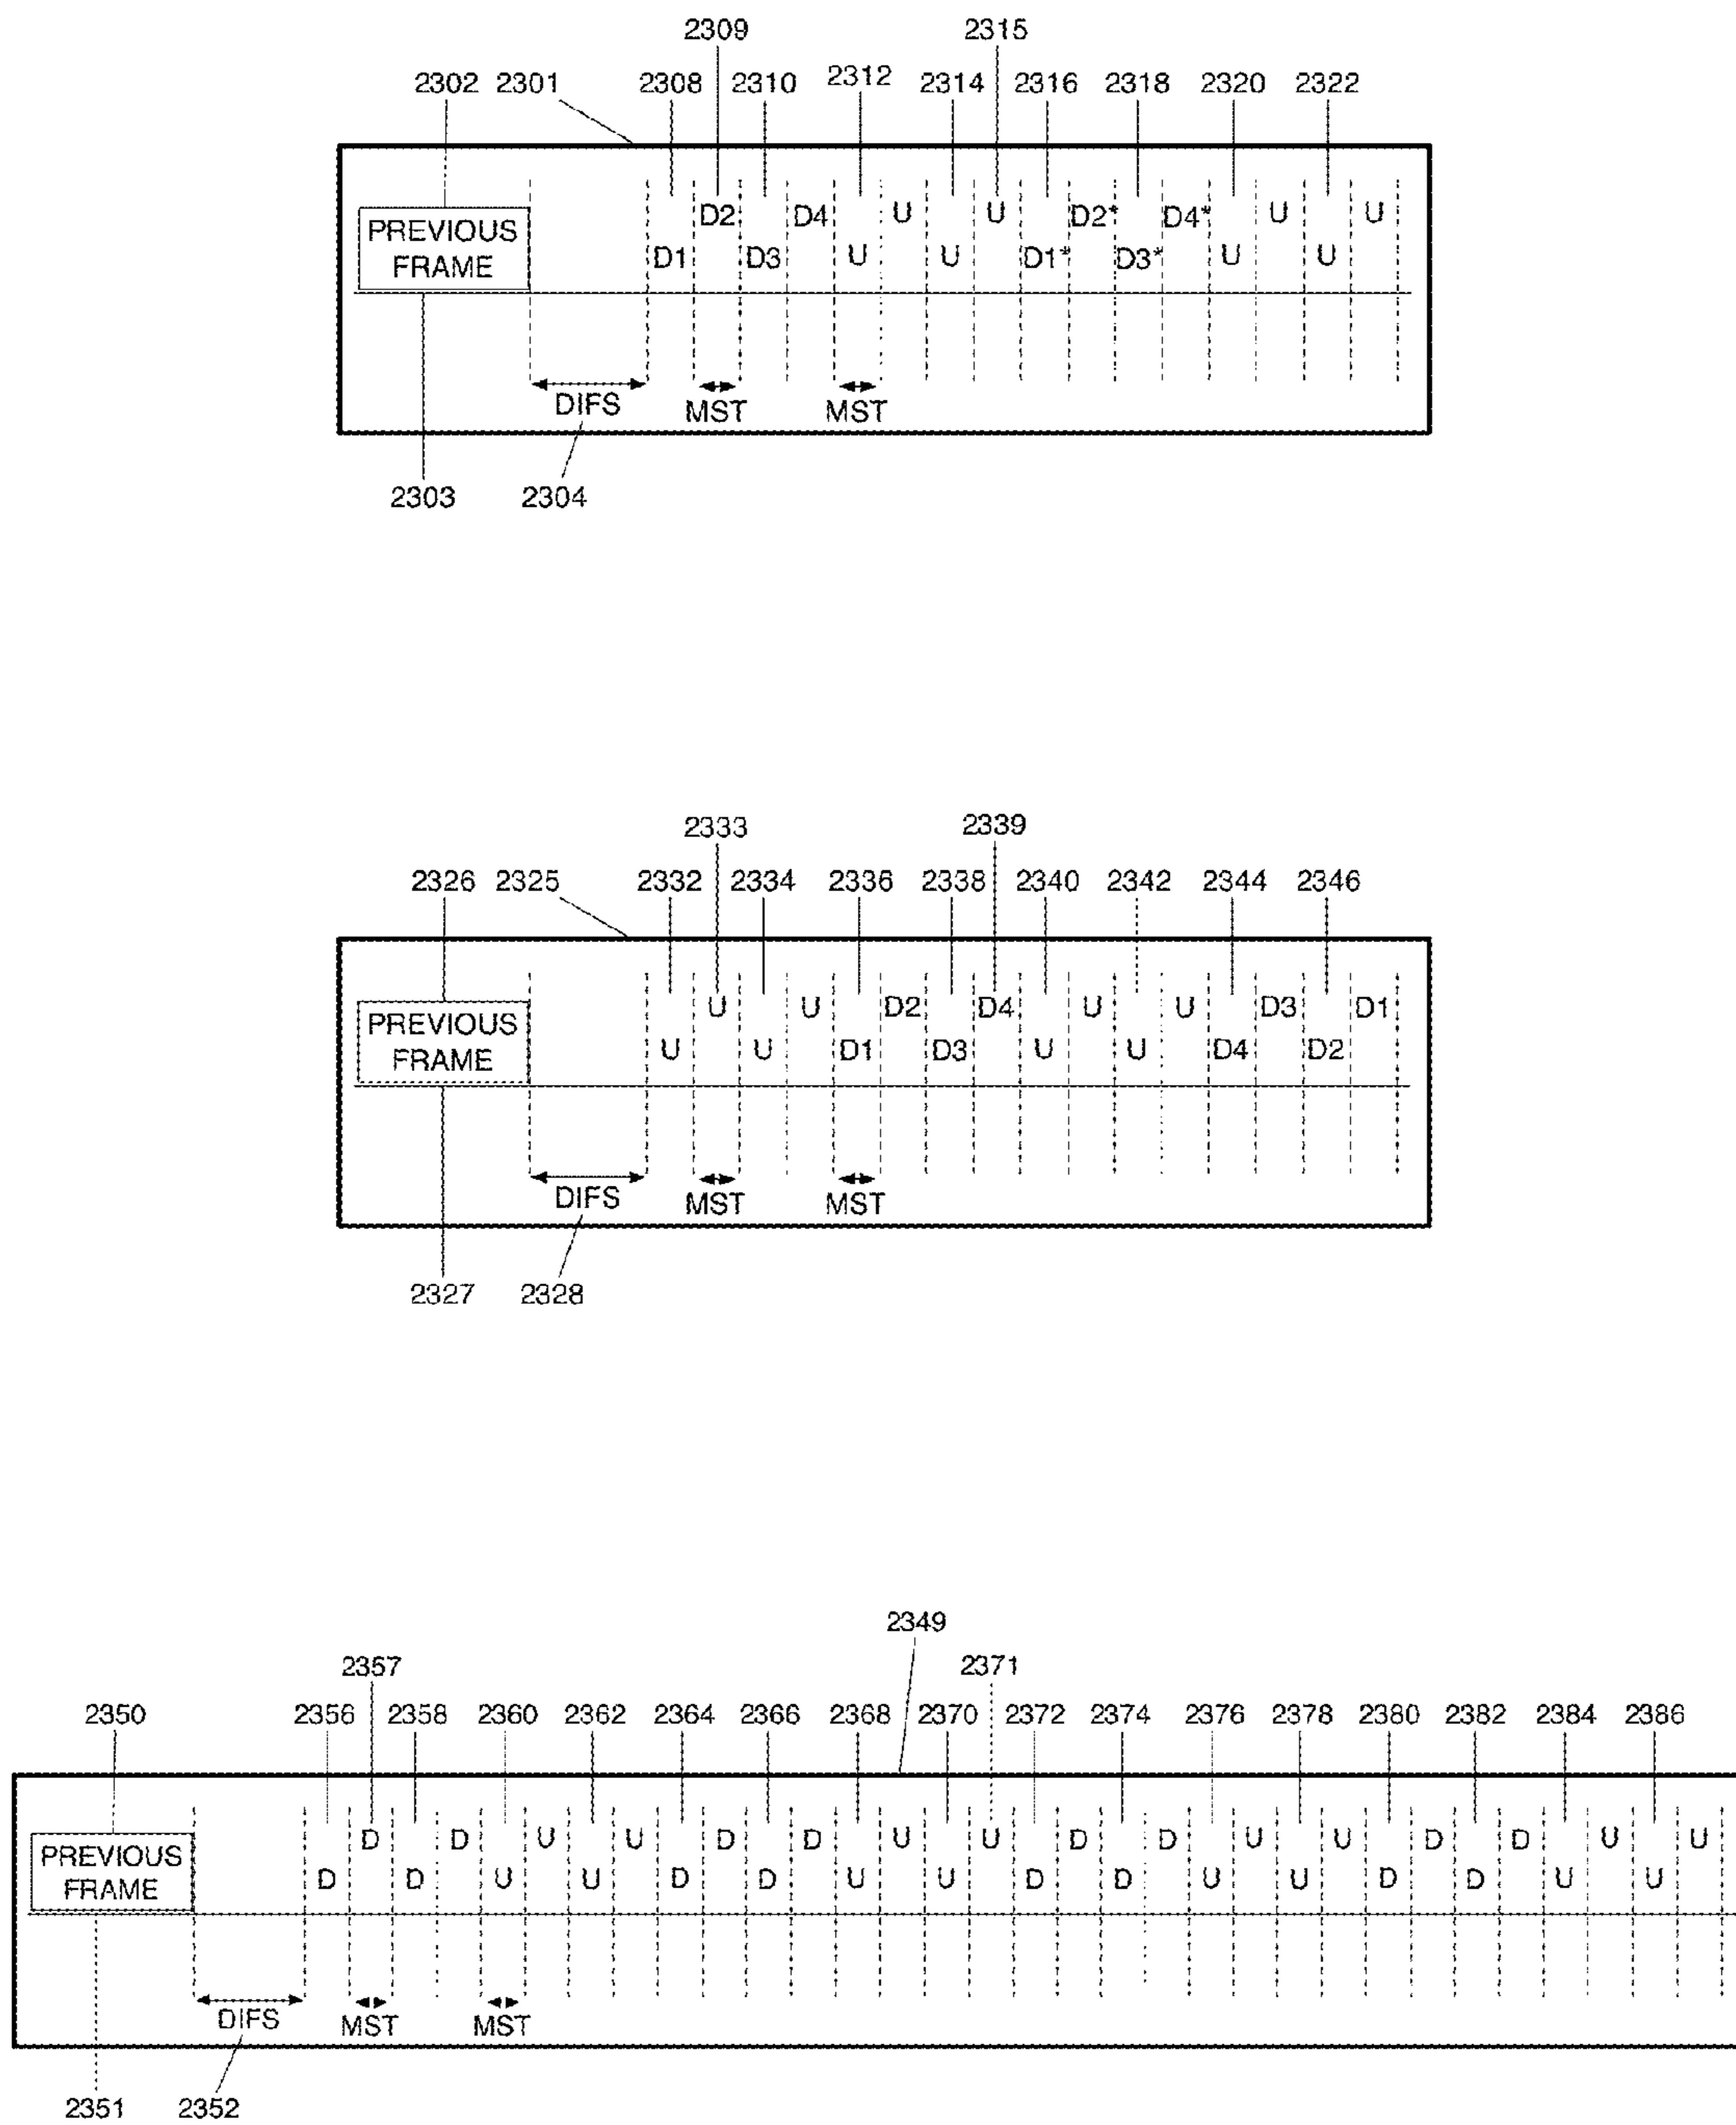 2309 2315
2302 2301 2308 2310 2312 2314 2316 2318 2320 2322
D2 D4 U U D2* D4* U U
PREVIOUS
FRAME
D1 D3 U U D1* D3* U U
DIFS MST MST
2303 2304
2333 2339
2326 2325 2332 2334 2336 2338 2340 2342 2344 2346
U U D2 D4 U U D3 D1
PREVIOUS
FRAME
U U D1 D3 U U D4 D2
DIFS MST MST
2327 2328
2349
2357 2371
2350 2356 2358 2360 2362 2364 2366 2368 2370 2372 2374 2376 2378 2380 2382 2384 2386
D D U U D D U U D D U U D D U U
PREVIOUS
FRAME
D D U U D D U U D D U U D D U U
DIFS MST MST
2351 2352